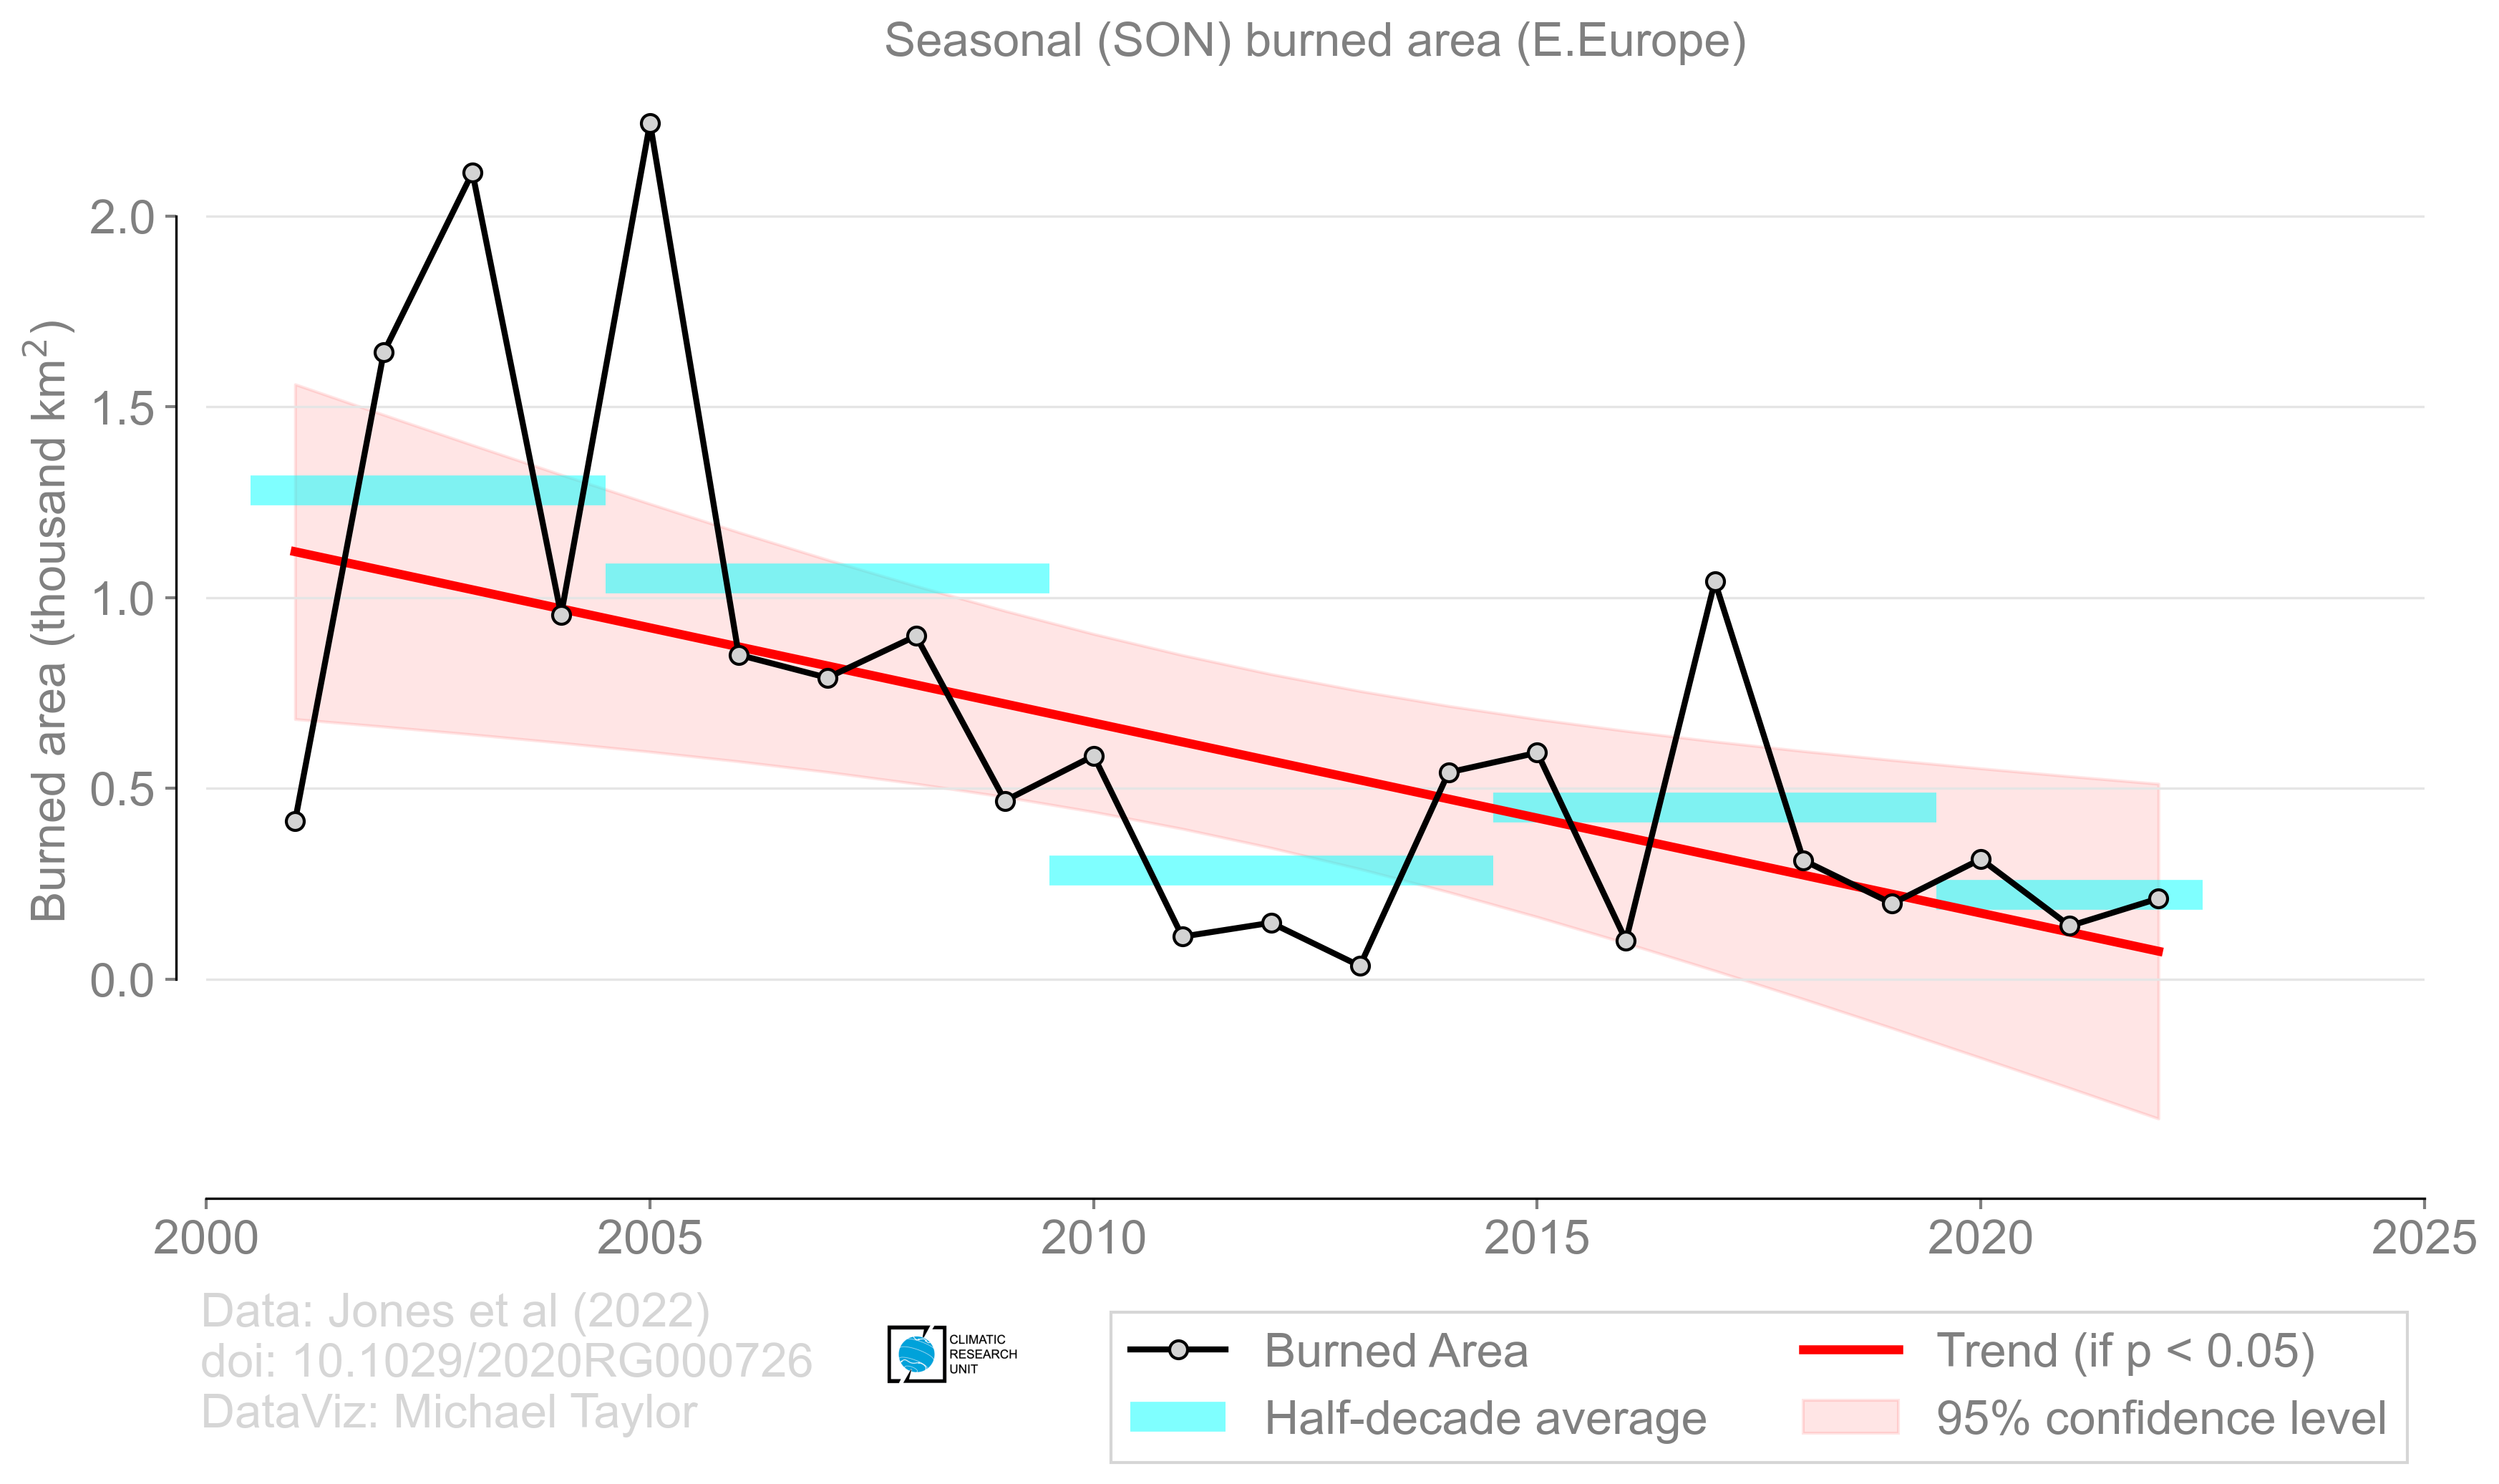 Seasonal (SON) burned area (E.Europe)
Burned area (thousand km²)
2.0
1.5
1.0
0.5
0.0
2000
2005
2010
2015
2020
2025
Data: Jones et al (2022)
doi: 10.1029/2020RG000726
DataViz: Michael Taylor
CLIMATIC
RESEARCH
UNIT
Burned Area
Half-decade average
Trend (if p < 0.05)
95% confidence level